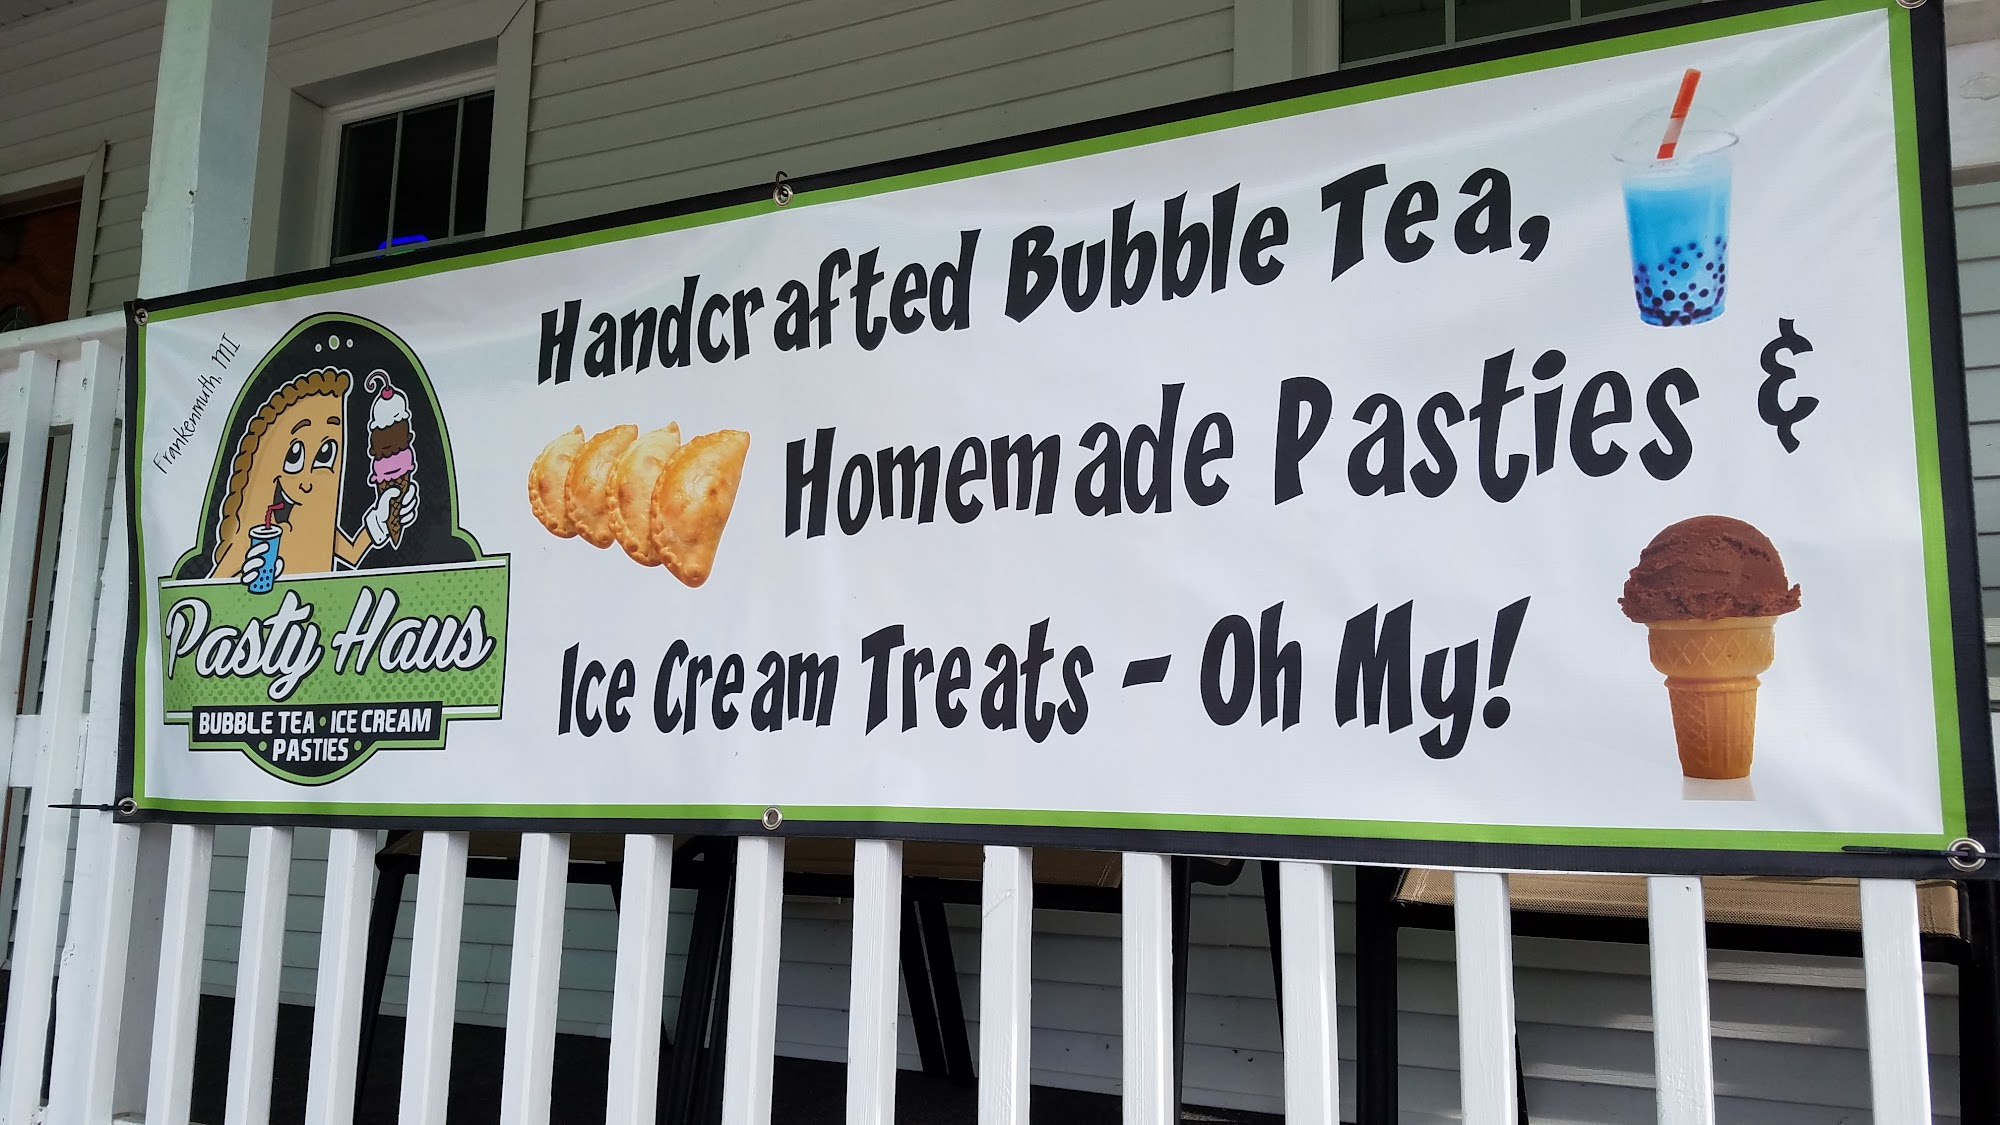 Frankenmuth, MI
Pasty Haus
BUBBLE TEA • ICE CREAM
• PASTIES •
Handcrafted Bubble Tea,
Homemade Pasties &
Ice Cream Treats - Oh My!